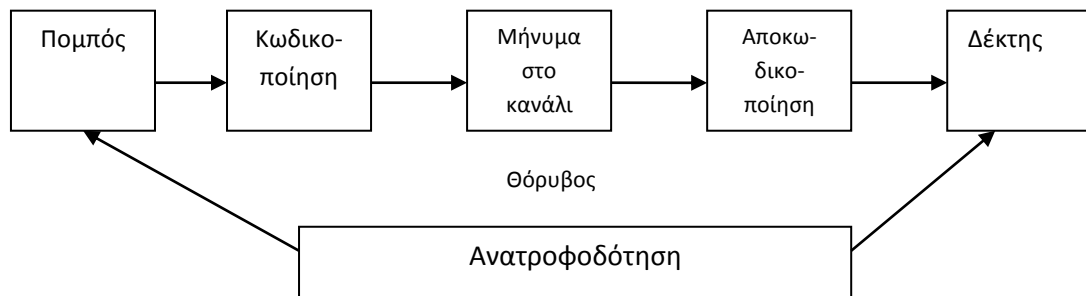 Πομπός
Κωδικο-
ποίηση
Μήνυμα
στο
κανάλι
Αποκω-
δικο-
ποίηση
Δέκτης
Θόρυβος
Ανατροφοδότηση